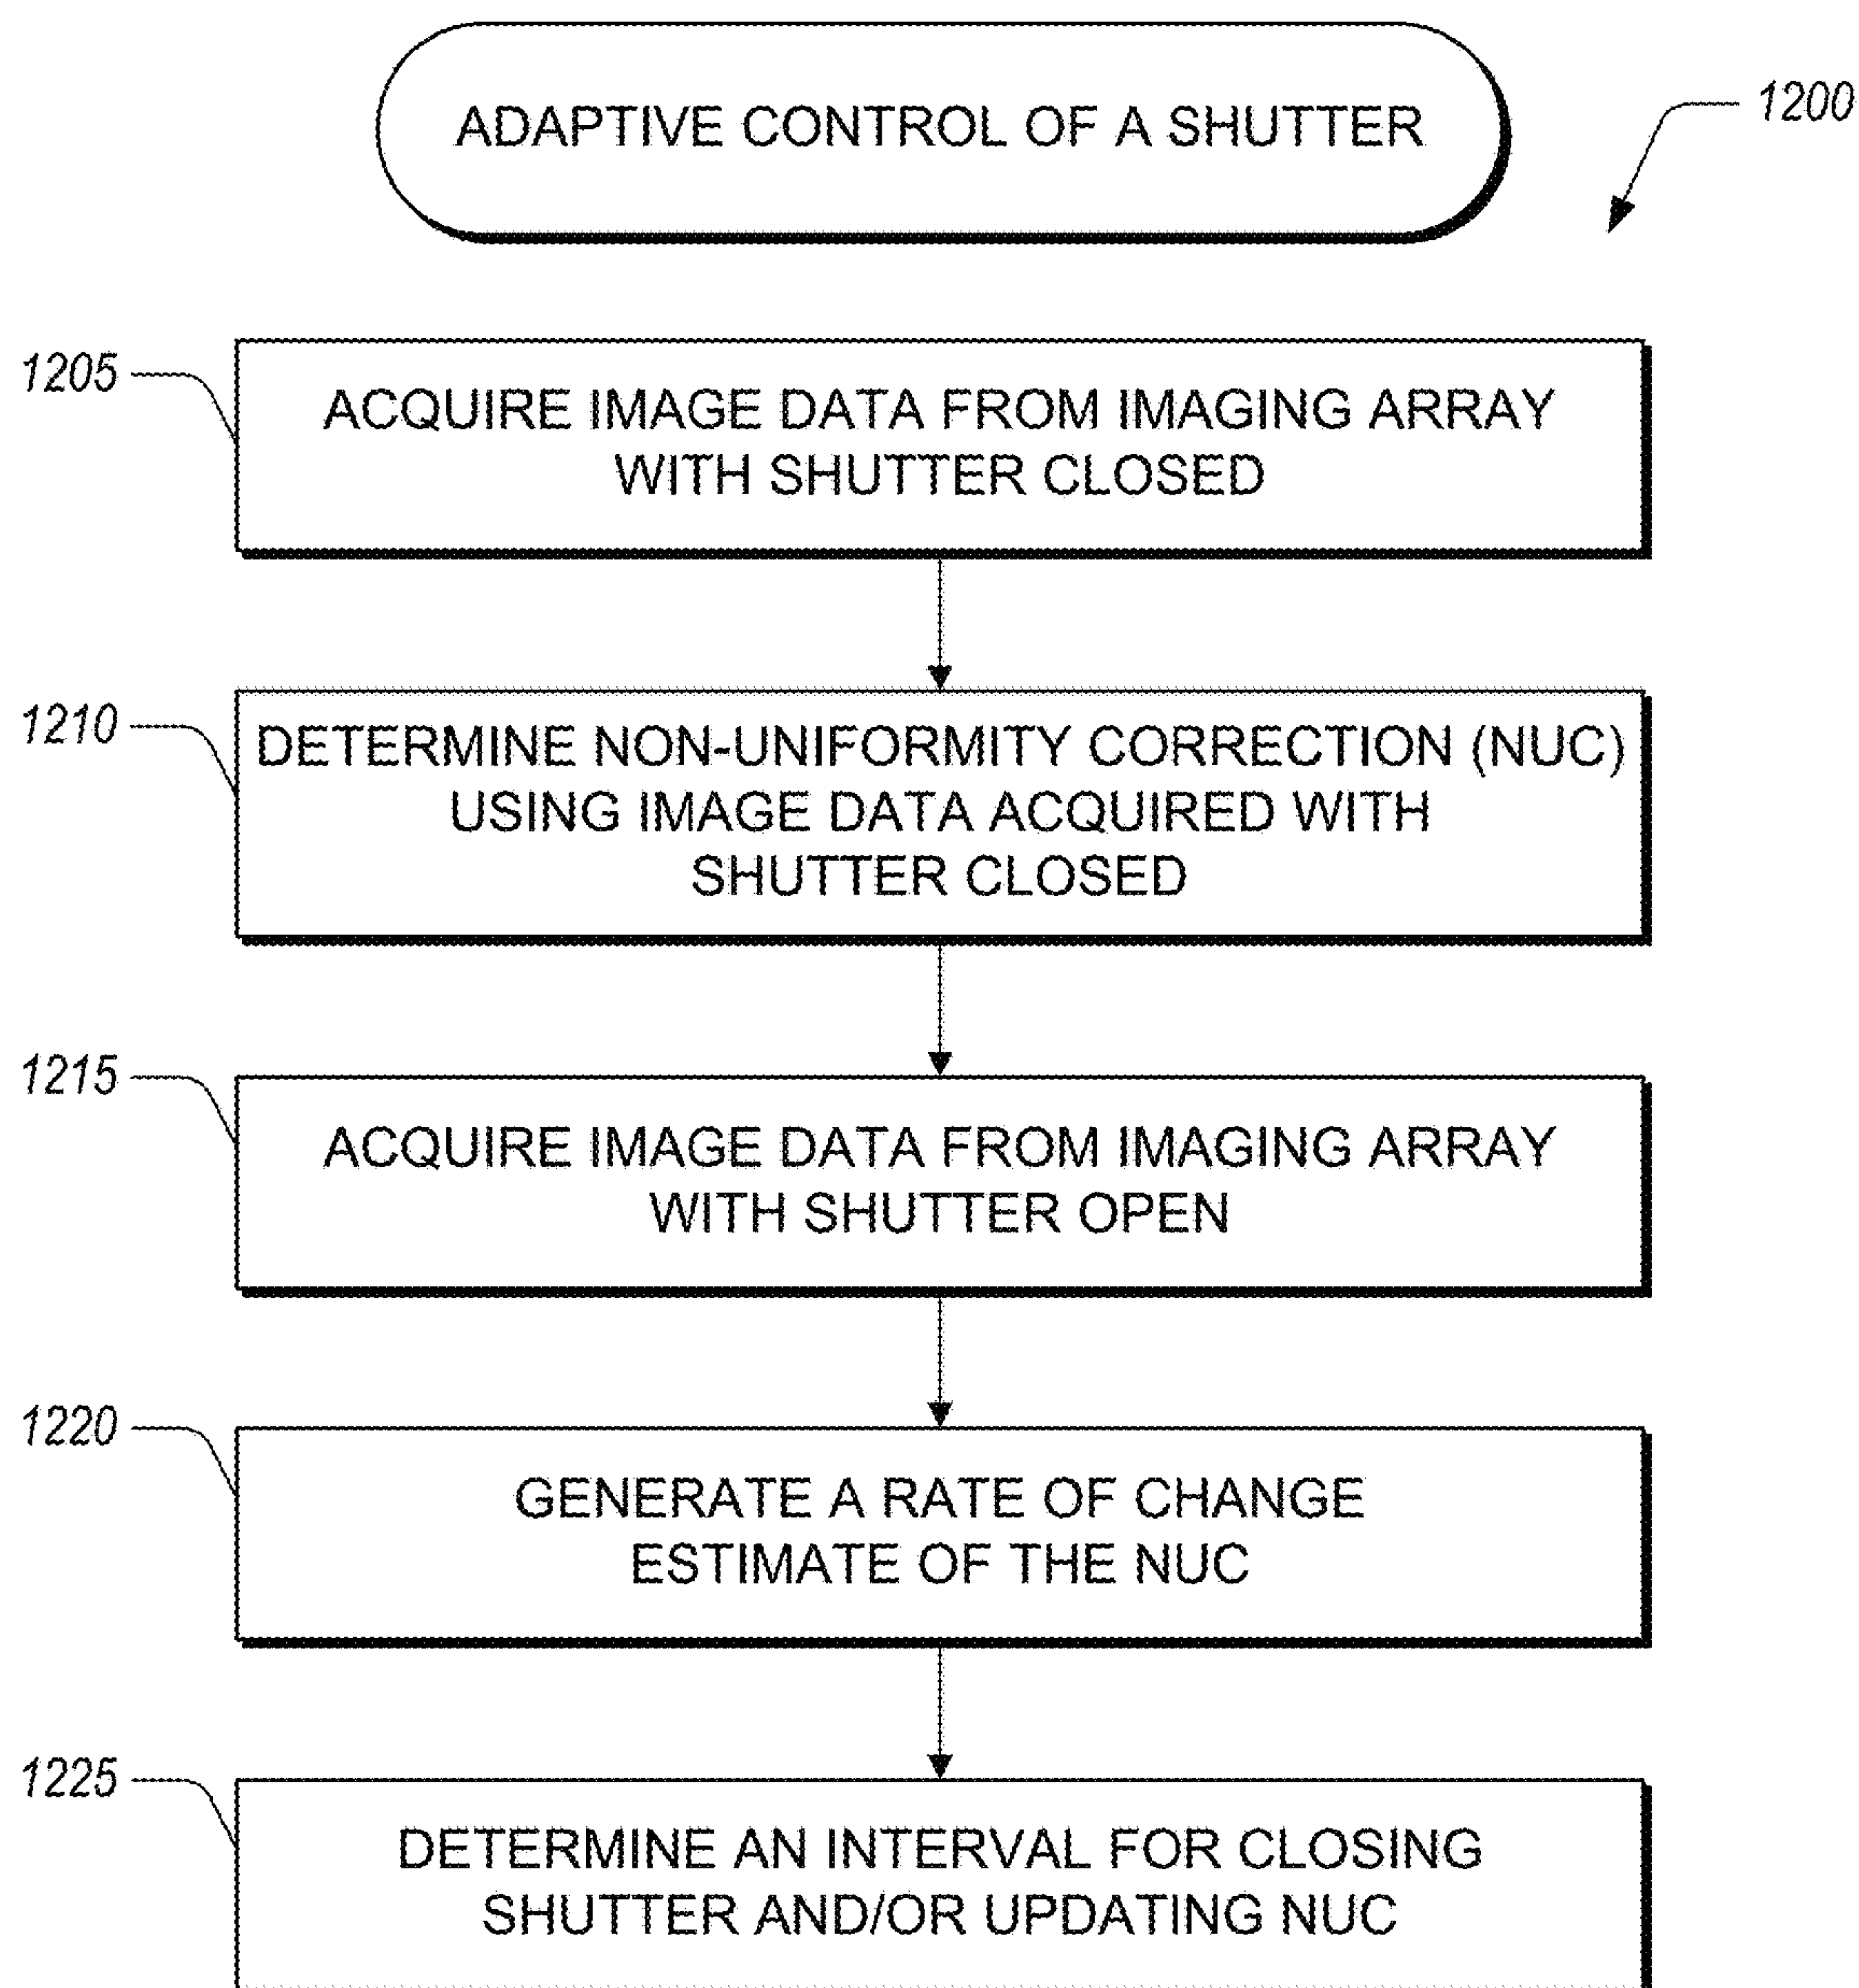 ADAPTIVE CONTROL OF A SHUTTER
1200
1205
ACQUIRE IMAGE DATA FROM IMAGING ARRAY
WITH SHUTTER CLOSED
1210
DETERMINE NON-UNIFORMITY CORRECTION (NUC)
USING IMAGE DATA ACQUIRED WITH
SHUTTER CLOSED
1215
ACQUIRE IMAGE DATA FROM IMAGING ARRAY
WITH SHUTTER OPEN
1220
GENERATE A RATE OF CHANGE
ESTIMATE OF THE NUC
1225
DETERMINE AN INTERVAL FOR CLOSING
SHUTTER AND/OR UPDATING NUC